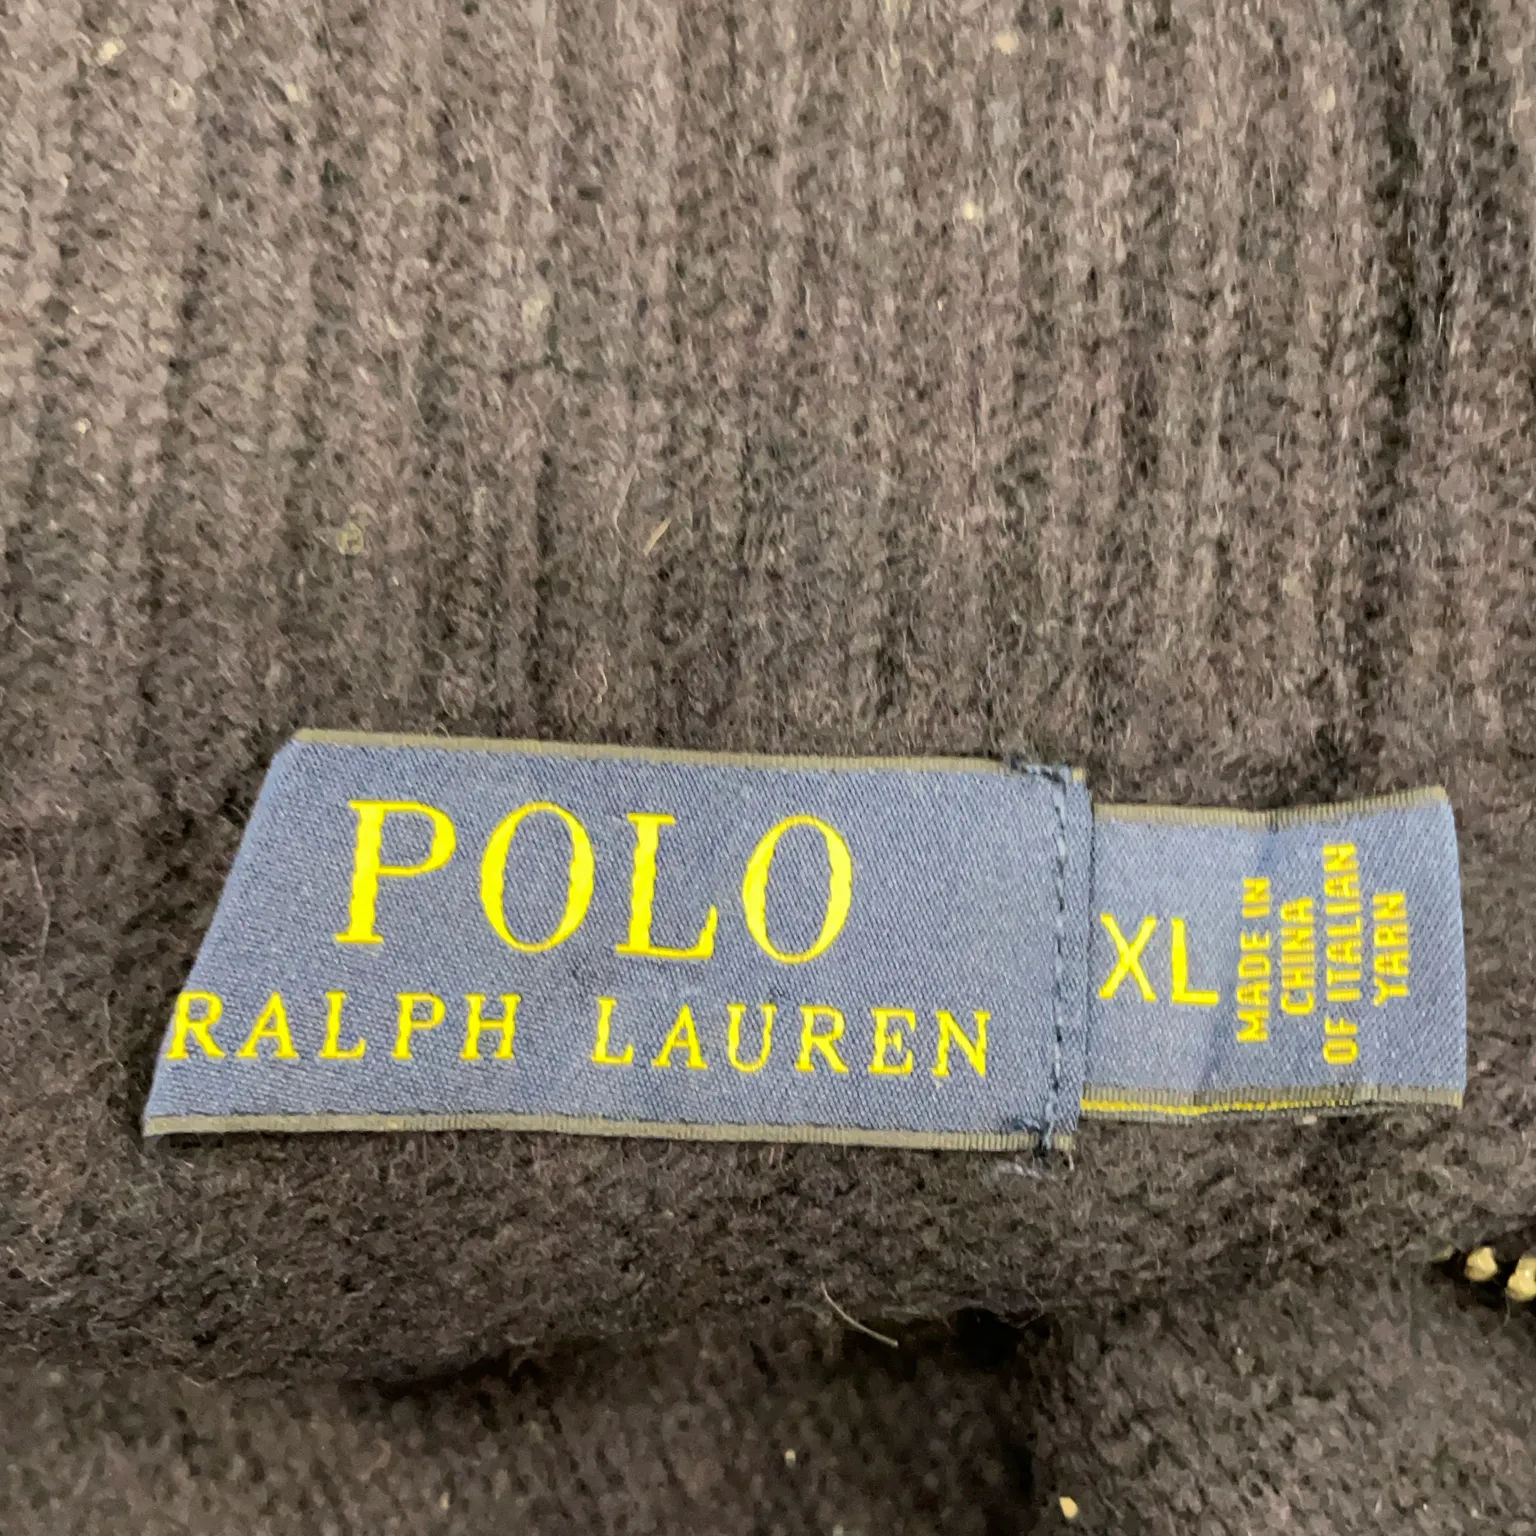 POLO
RALPH LAUREN
XL
MADE IN
CHINA
OF ITALIAN
YARN